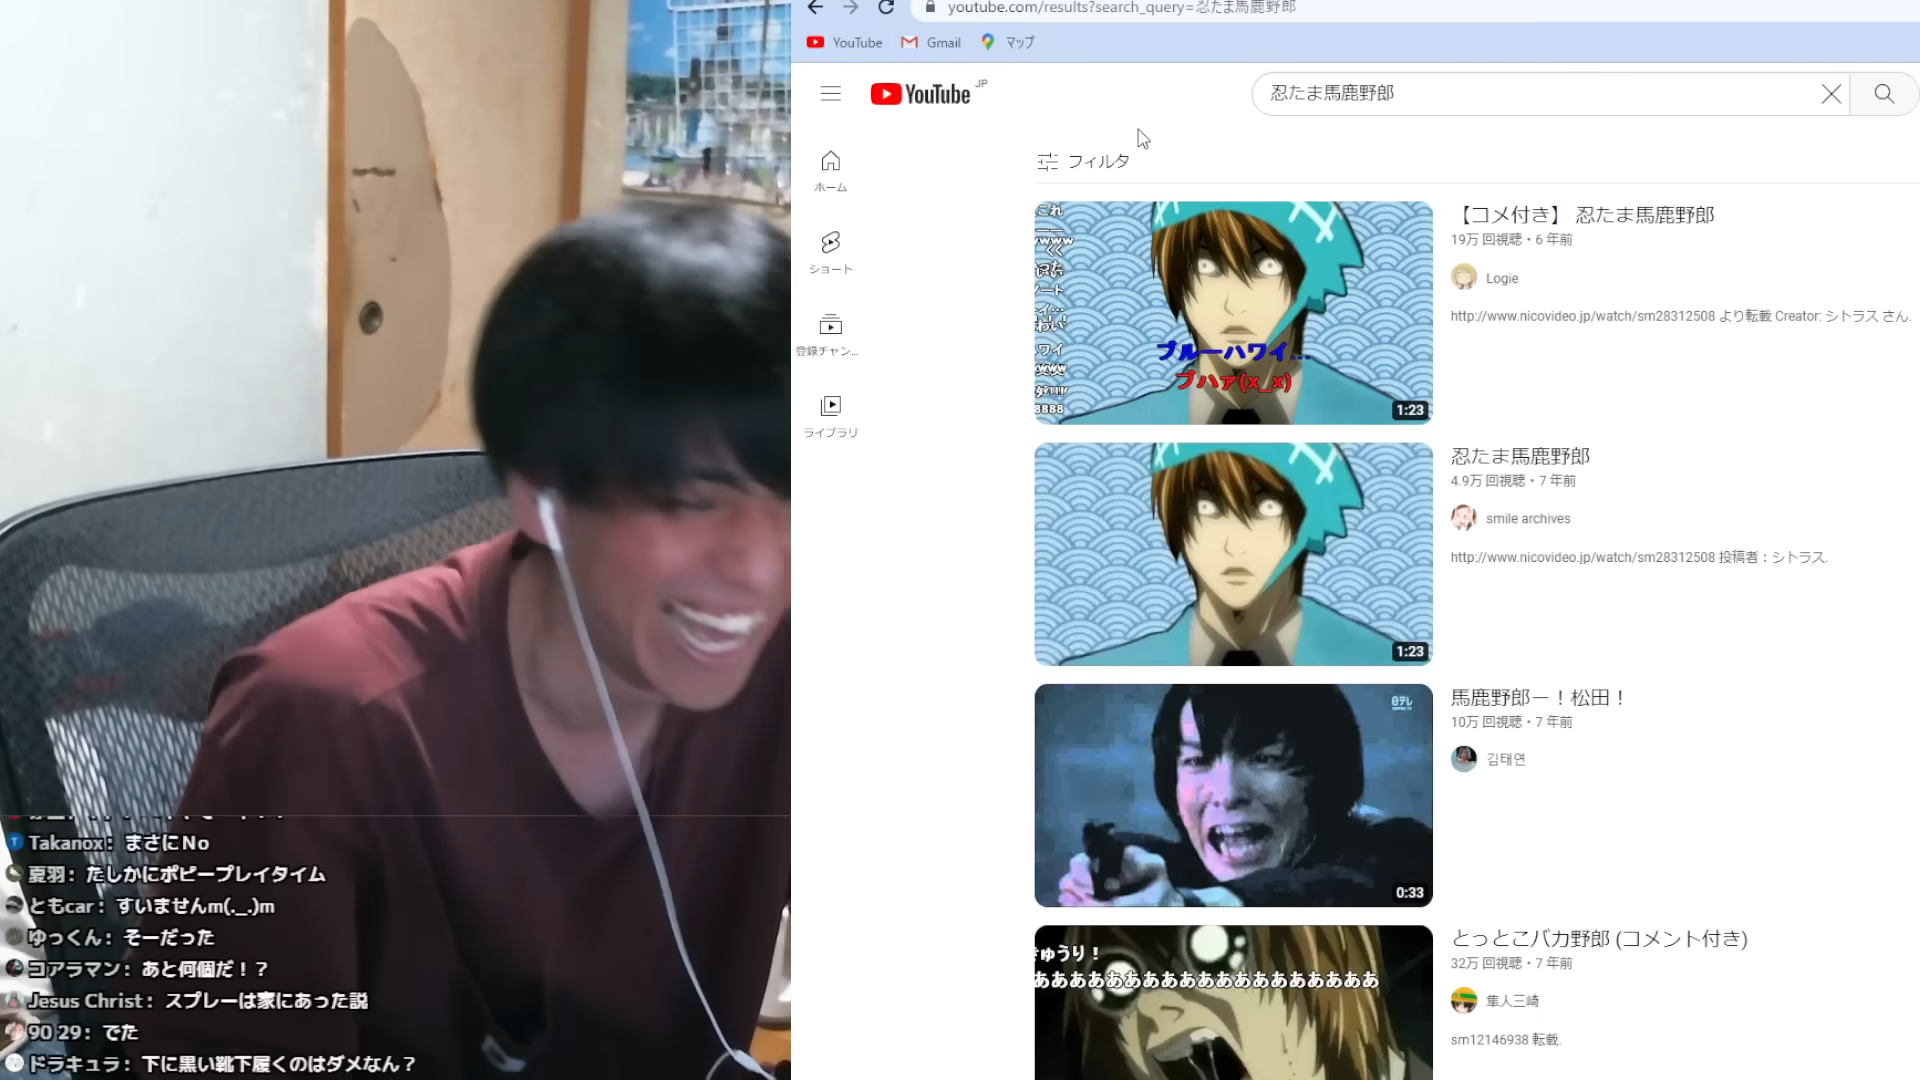 youtube.com/results?search_query=忍たま馬鹿野郎
YouTube
Gmail
マップ
YouTube JP
忍たま馬鹿野郎
フィルタ
ホーム
ショート
登録チャン...
ライブラリ
これ
ブルーハワイ...
ブハァ(x_x)
8888
1:23
【コメ付き】 忍たま馬鹿野郎
19万 回視聴・6 年前
Logie
http://www.nicovideo.jp/watch/sm28312508 より転載 Creator: シトラス さん.
1:23
忍たま馬鹿野郎
4.9万 回視聴・7 年前
smile archives
http://www.nicovideo.jp/watch/sm28312508 投稿者：シトラス.
日テレ
0:33
馬鹿野郎ー！松田！
10万 回視聴・7 年前
김태연
きゅうり！
ああああああああああああああああああああ
とっとこバカ野郎 (コメント付き)
32万 回視聴・7 年前
隼人三崎
sm12146938 転載.
Takanox: まさにNo
夏羽: たしかにポピープレイタイム
ともcar: すいませんm(._.)m
ゆっくん: そーだった
コアラマン: あと何個だ！？
Jesus Christ: スプレーは家にあった説
90 29: でた
ドラキュラ: 下に黒い靴下履くのはダメなん？